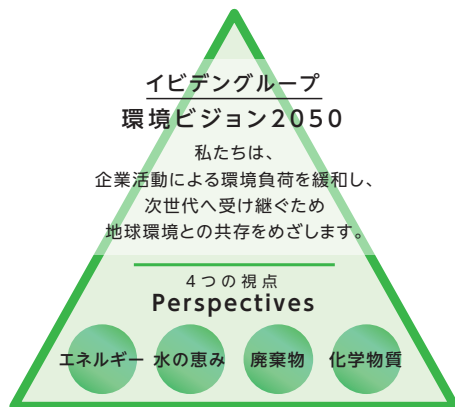 イビデングループ
環境ビジョン2050
私たちは、
企業活動による環境負荷を緩和し、
次世代へ受け継ぐため
地球環境との共存をめざします。
4つの視点
Perspectives
エネルギー 水の恵み 廃棄物 化学物質